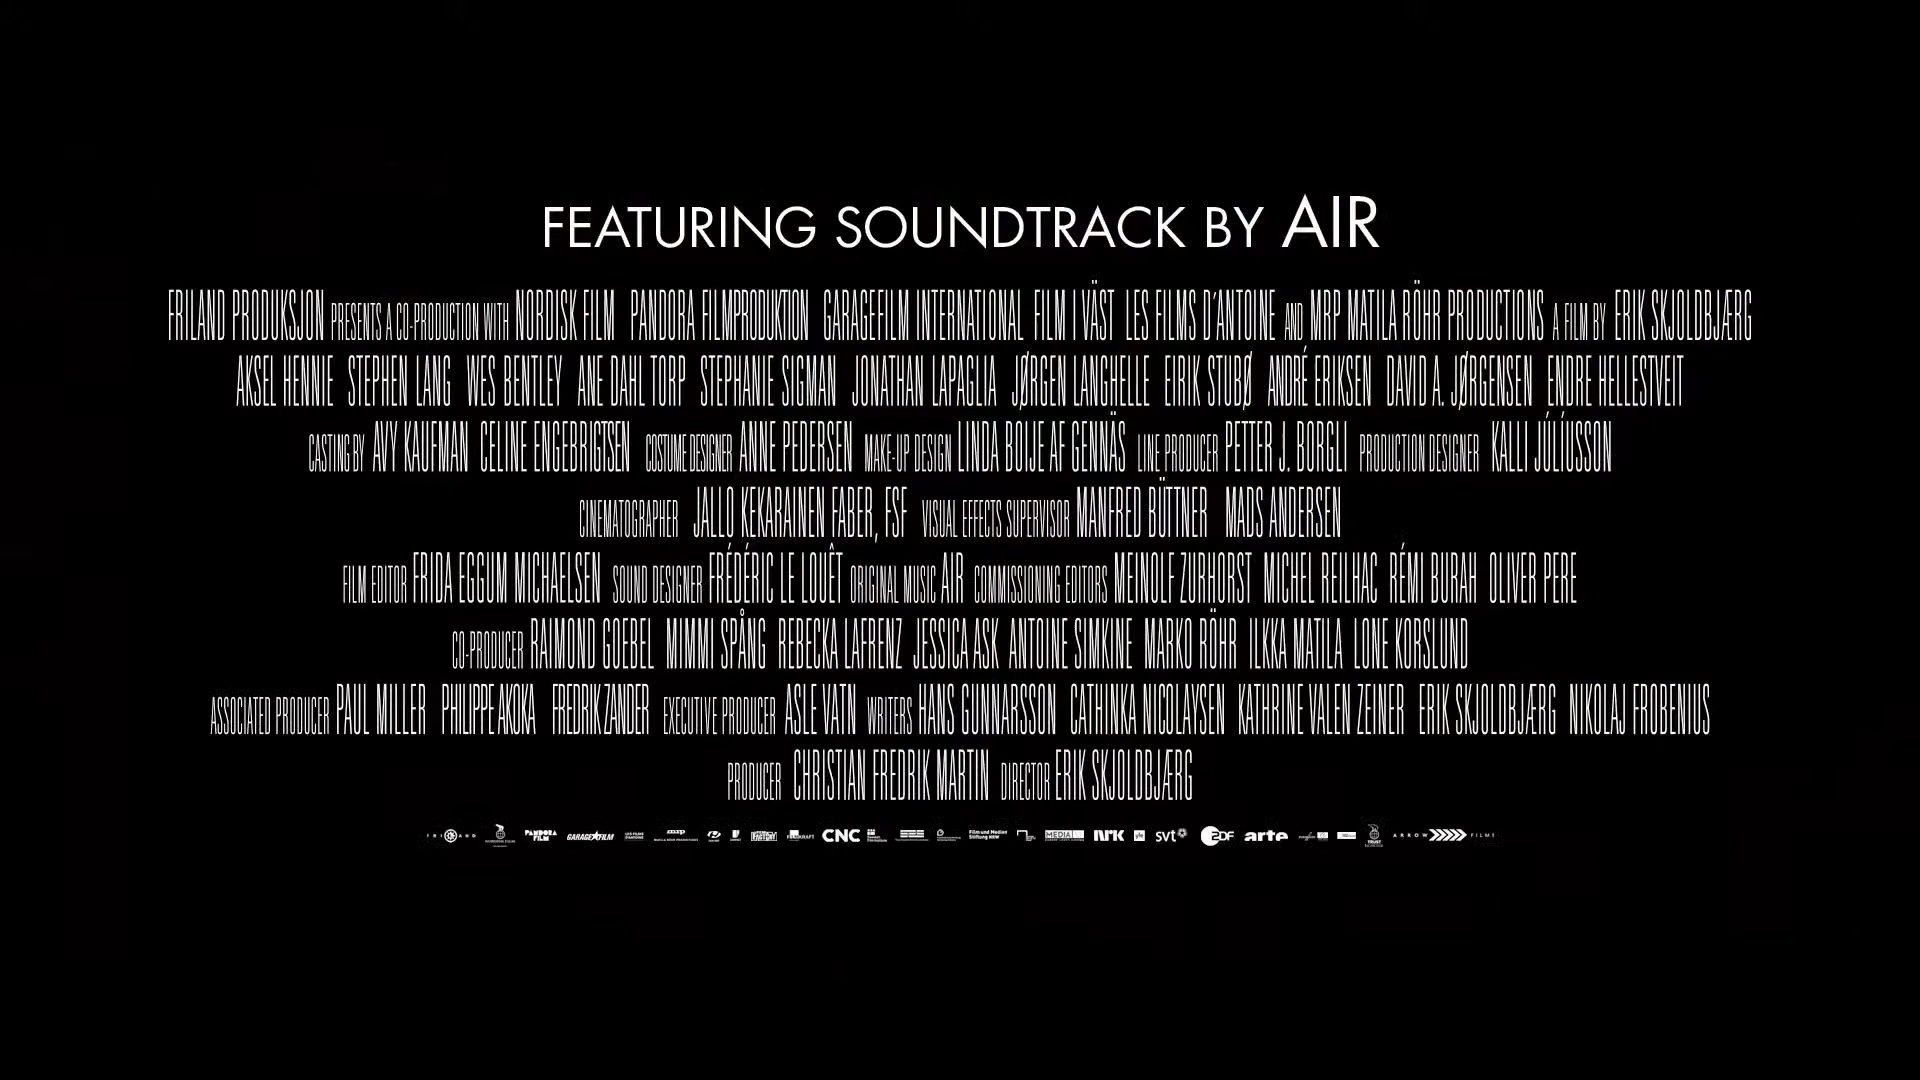 FEATURING SOUNDTRACK BY AIR
FRILAND PRODUKSJON PRESENTS A CO-PRODUCTION WITH NORDISK FILM PANDORA FILMPRODUKTION GARAGEFILM INTERNATIONAL FILM I VÄST LES FILMS D´ANTOINE AND MRP MATILA RÖHR PRODUCTIONS A FILM BY ERIK SKJOLDBJÆRG
AKSEL HENNIE STEPHEN LANG WES BENTLEY ANE DAHL TORP STEPHANIE SIGMAN JONATHAN LAPAGLIA JØRGEN LANGHELLE EIRIK STUBØ ANDRÉ ERIKSEN DAVID A. JØRGENSEN ENDRE HELLESTVEIT
CASTING BY AVY KAUFMAN CELINE ENGEBRIGTSEN COSTUME DESIGNER ANNE PEDERSEN MAKE-UP DESIGN LINDA BOIJE AF GENNÄS LINE PRODUCER PETTER J. BORGLI PRODUCTION DESIGNER KALLI JÚLÍUSSON
CINEMATOGRAPHER JALLO KEKARAINEN FABER, FSF VISUAL EFFECTS SUPERVISOR MANFRED BÜTTNER MADS ANDERSEN
FILM EDITOR FRIDA EGGUM MICHAELSEN SOUND DESIGNER FRÉDÉRIC LE LOUÊT ORIGINAL MUSIC AIR COMMISSIONING EDITORS MEINOLF ZURHORST MICHEL REILHAC RÉMI BURAH OLIVER PERE
CO-PRODUCER RAIMOND GOEBEL MIMMI SPÅNG REBECKA LAFRENZ JESSICA ASK ANTOINE SIMKINE MARKO RÖHR ILKKA MATILA LONE KORSLUND
ASSOCIATED PRODUCER PAUL MILLER PHILIPPE AKOKA FREDRIK ZANDER EXECUTIVE PRODUCER ASLE VATN WRITERS HANS GUNNARSSON CATHINKA NICOLAYSEN KATHRINE VALEN ZEINER ERIK SKJOLDBJÆRG NIKOLAJ FROBENIUS
PRODUCER CHRISTIAN FREDRIK MARTIN DIRECTOR ERIK SKJOLDBJÆRG
PANDORA FILM GARAGEFILM CNC Film und Medien Stiftung NRW MEDIA nrk svt ZDF arte ARROW FILMS